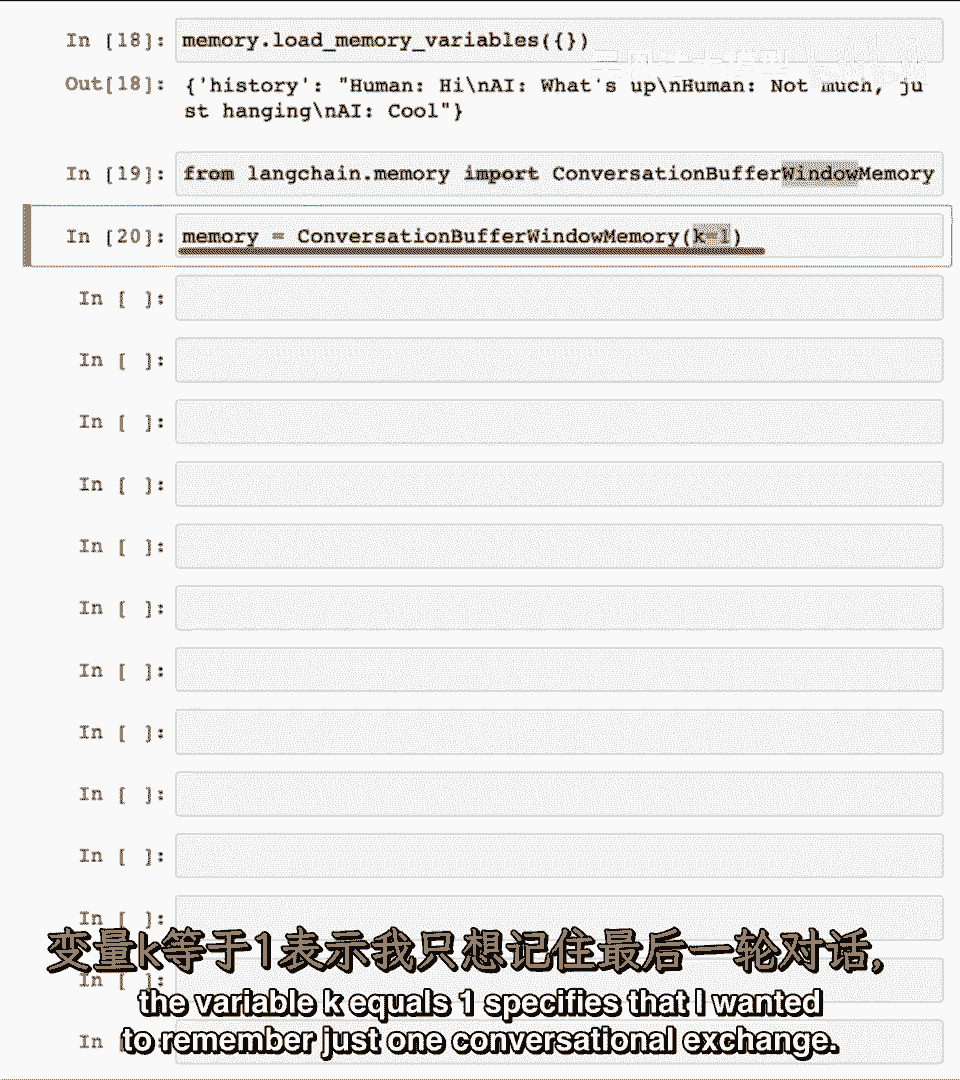 In [18]: memory.load_memory_variables({})
Out[18]: {'history': "Human: Hi\nAI: What's up\nHuman: Not much, ju
st hanging\nAI: Cool"}
In [19]: from langchain.memory import ConversationBufferWindowMemory
In [20]: memory = ConversationBufferWindowMemory(k=1)
In [ ]:
In [ ]:
In [ ]:
In [ ]:
In [ ]:
In [ ]:
In [ ]:
In [ ]:
In [ ]:
In [ ]:
In [ ]:
变量k等于1表示我只想记住最后一轮对话,
In [ ]:
the variable k equals 1 specifies that I wanted
In
to remember just one conversational exchange.